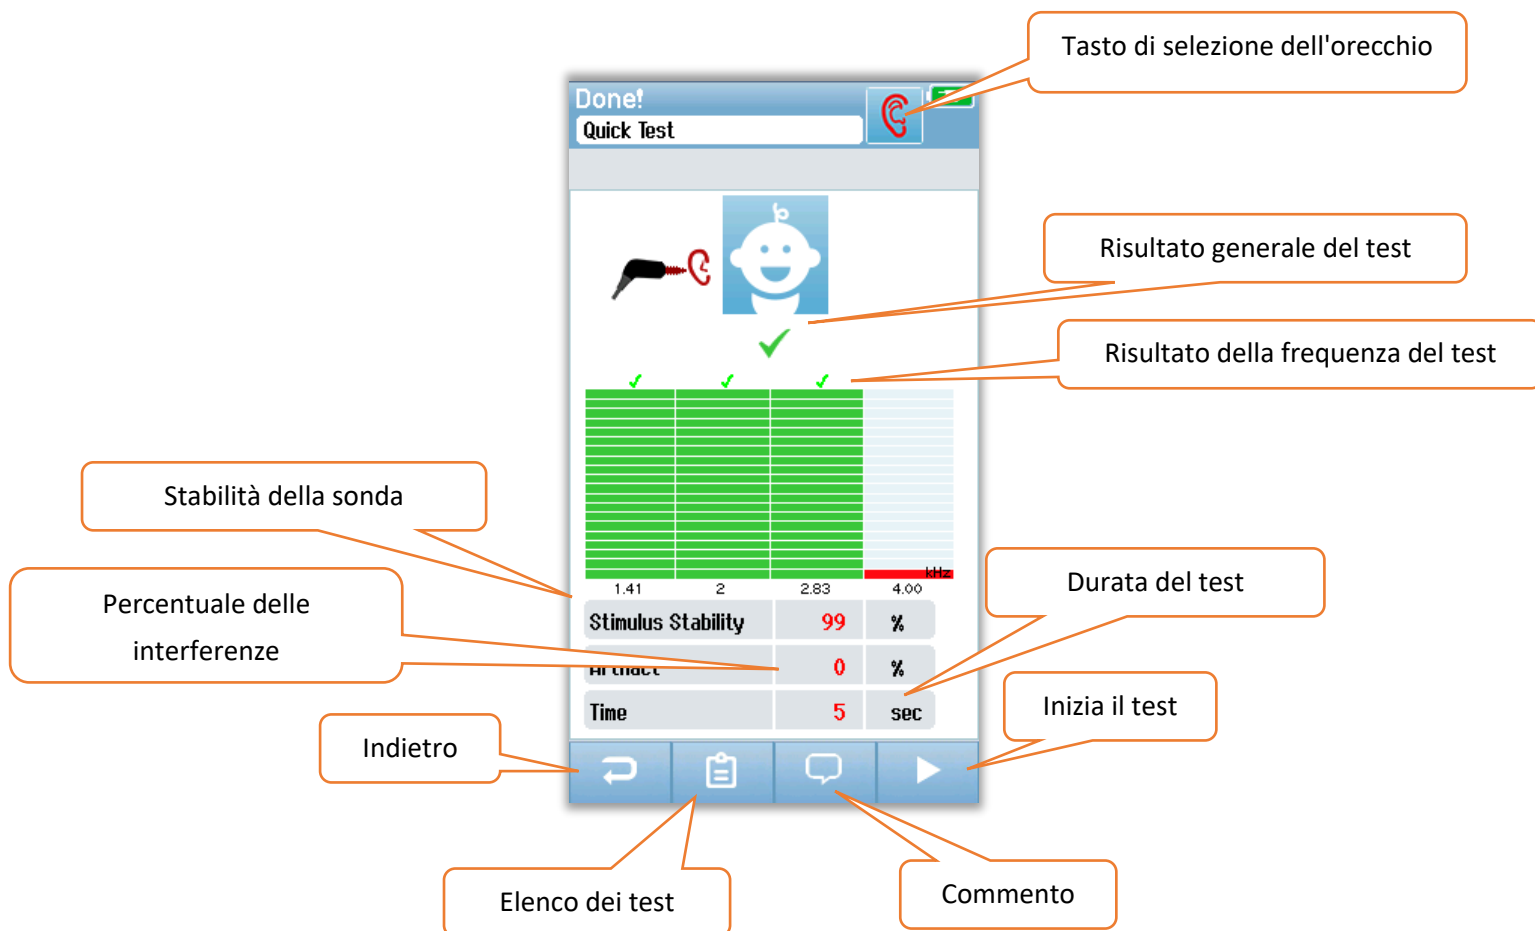 Tasto di selezione dell'orecchio
Done!
Quick Test
Risultato generale del test
Risultato della frequenza del test
Stabilità della sonda
kHz
1.41 2 2.83 4.00
Durata del test
Percentuale delle
interferenze
Stimulus Stability 99 %
0 %
Time 5 sec
Inizia il test
Indietro
Elenco dei test
Commento